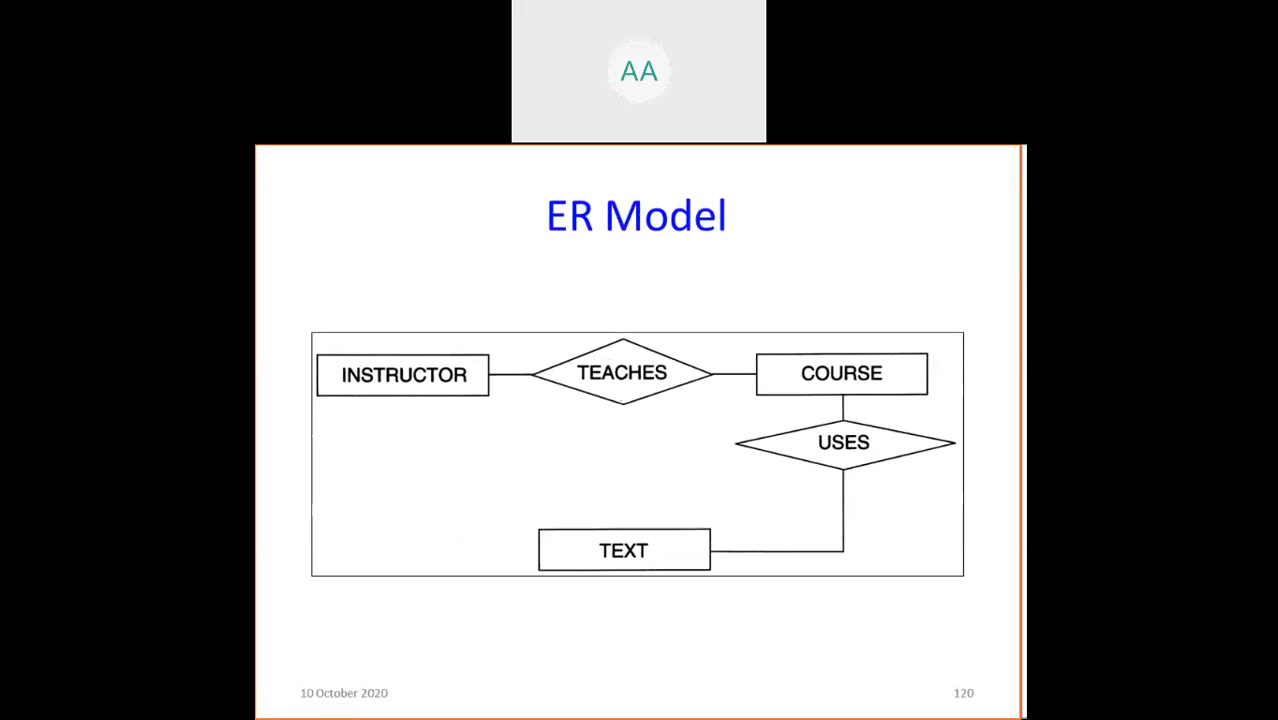 AA
ER Model
INSTRUCTOR
TEACHES
COURSE
USES
TEXT
10 October 2020
120